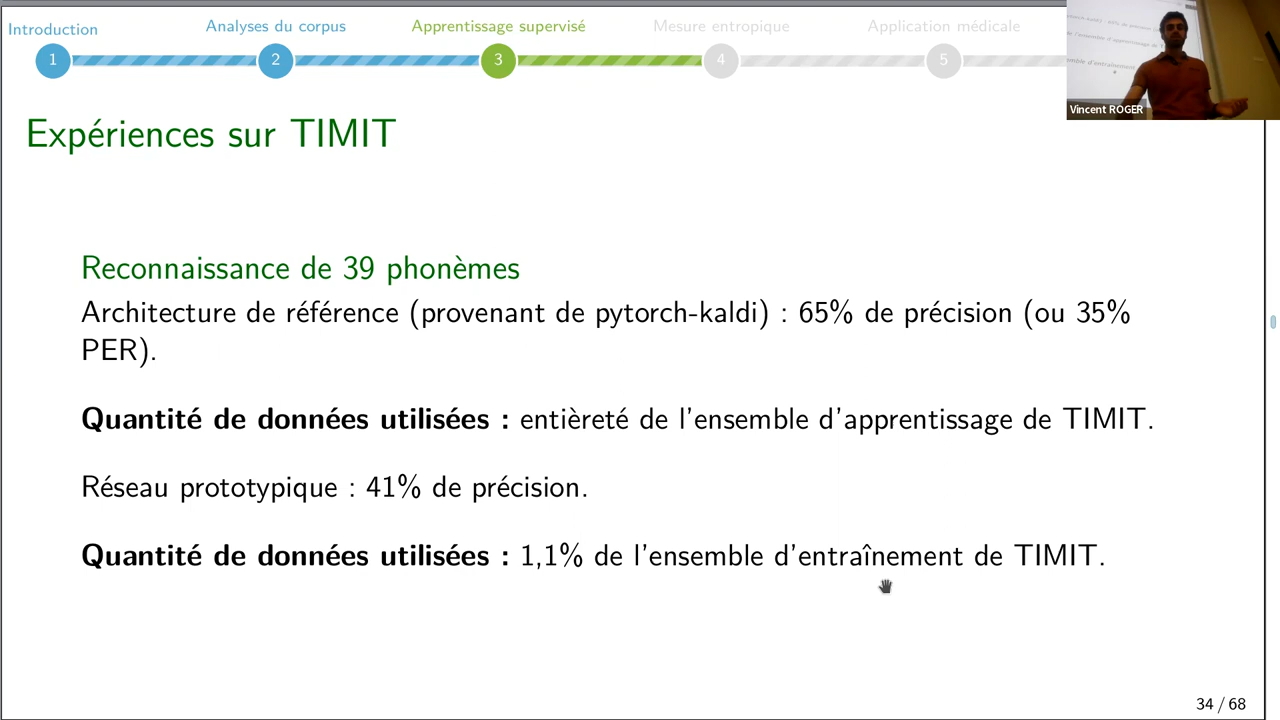 Introduction
Analyses du corpus
Apprentissage supervisé
Mesure entropique
Application médicale
1
2
3
4
5
Vincent ROGER
Expériences sur TIMIT
Reconnaissance de 39 phonèmes
Architecture de référence (provenant de pytorch-kaldi) : 65% de précision (ou 35%
PER).
Quantité de données utilisées : entièreté de l'ensemble d'apprentissage de TIMIT.
Réseau prototypique : 41% de précision.
Quantité de données utilisées : 1,1% de l'ensemble d'entraînement de TIMIT.
34 / 68